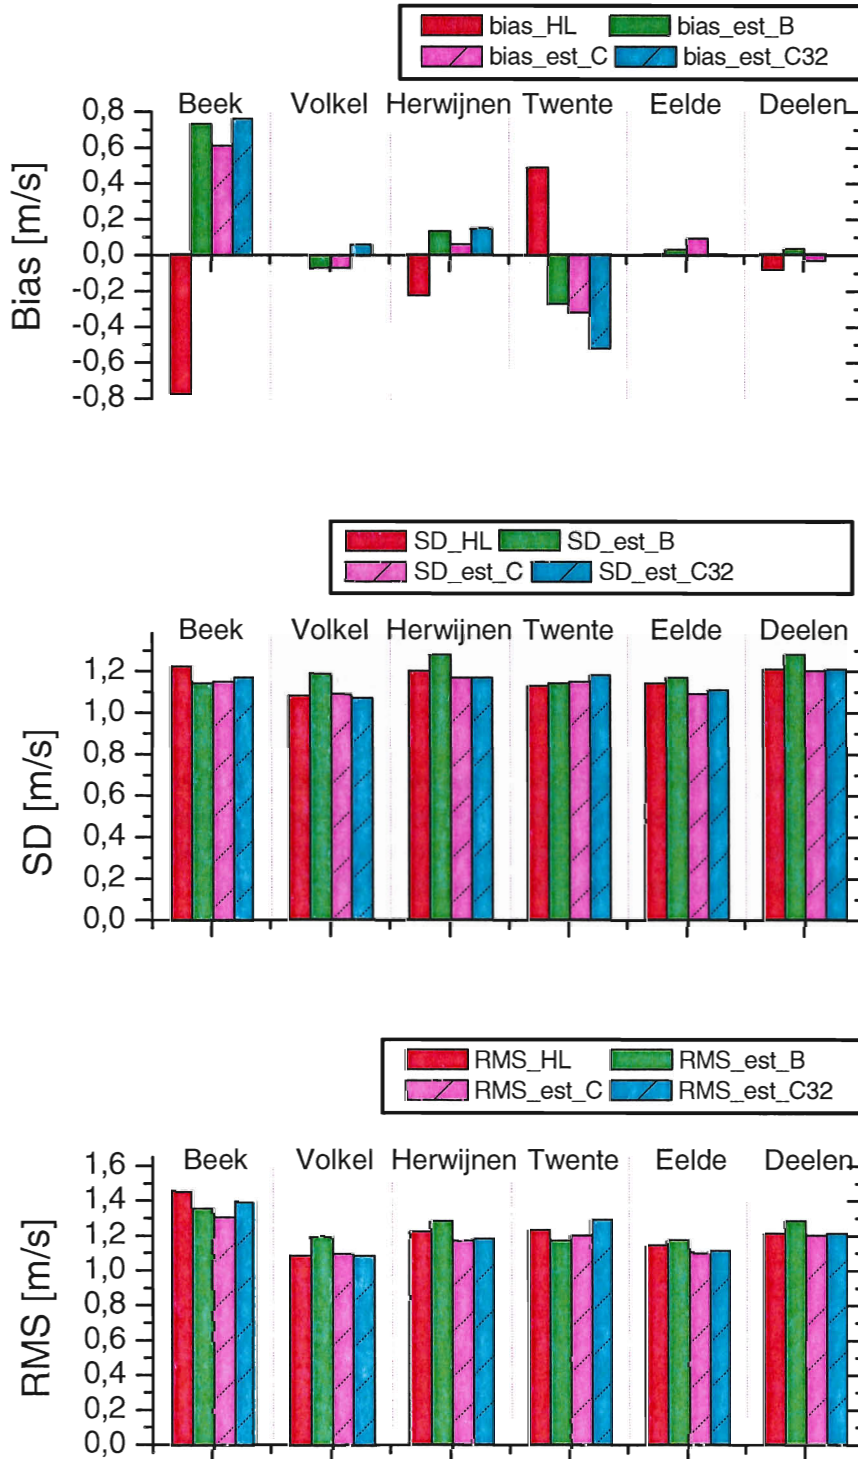 bias_HL bias_est_B
bias_est_C bias_est_C32
Beek Volkel Herwijnen Twente Eelde Deelen
0,8
0,6
0,4
0,2
0,0
-0,2
-0,4
-0,6
-0,8
Bias [m/s]
SD_HL SD_est_B
SD_est_C SD_est_C32
Beek Volkel Herwijnen Twente Eelde Deelen
1,2
1,0
0,8
0,6
0,4
0,2
0,0
SD [m/s]
RMS_HL RMS_est_B
RMS_est_C RMS_est_C32
Beek Volkel Herwijnen Twente Eelde Deelen
1,6
1,4
1,2
1,0
0,8
0,6
0,4
0,2
0,0
RMS [m/s]